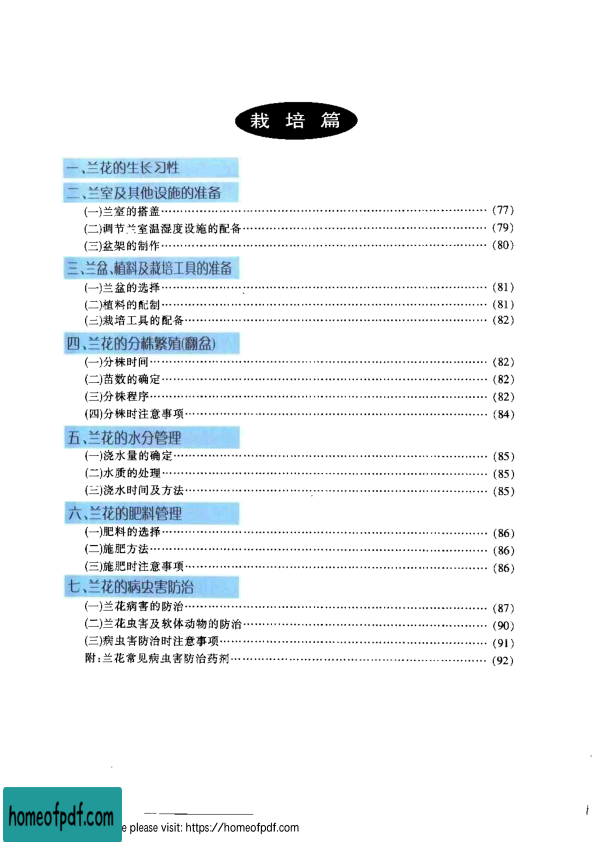 栽培篇
一、兰花的生长习性
二、兰室及其他设施的准备
(一)兰室的搭盖……………………………………(77)
(二)调节兰室温湿度设施的配备……………………………………(79)
(三)盆架的制作……………………………………(80)
三、兰盆、植料及栽培工具的准备
(一)兰盆的选择……………………………………(81)
(二)植料的配制……………………………………(81)
(三)栽培工具的配备……………………………………(82)
四、兰花的分株繁殖(翻盆)
(一)分株时间……………………………………(82)
(二)苗数的确定……………………………………(82)
(三)分株程序……………………………………(82)
(四)分株时注意事项……………………………………(84)
五、兰花的水分管理
(一)浇水量的确定……………………………………(85)
(二)水质的处理……………………………………(85)
(三)浇水时间及方法……………………………………(85)
六、兰花的肥料管理
(一)肥料的选择……………………………………(86)
(二)施肥方法……………………………………(86)
(三)施肥时注意事项……………………………………(86)
七、兰花的病虫害防治
(一)兰花病害的防治……………………………………(87)
(二)兰花虫害及软体动物的防治……………………………………(90)
(三)病虫害防治时注意事项……………………………………(91)
附:兰花常见病虫害防治药剂……………………………………(92)
homeofpdf.com
e please visit: https://homeofpdf.com